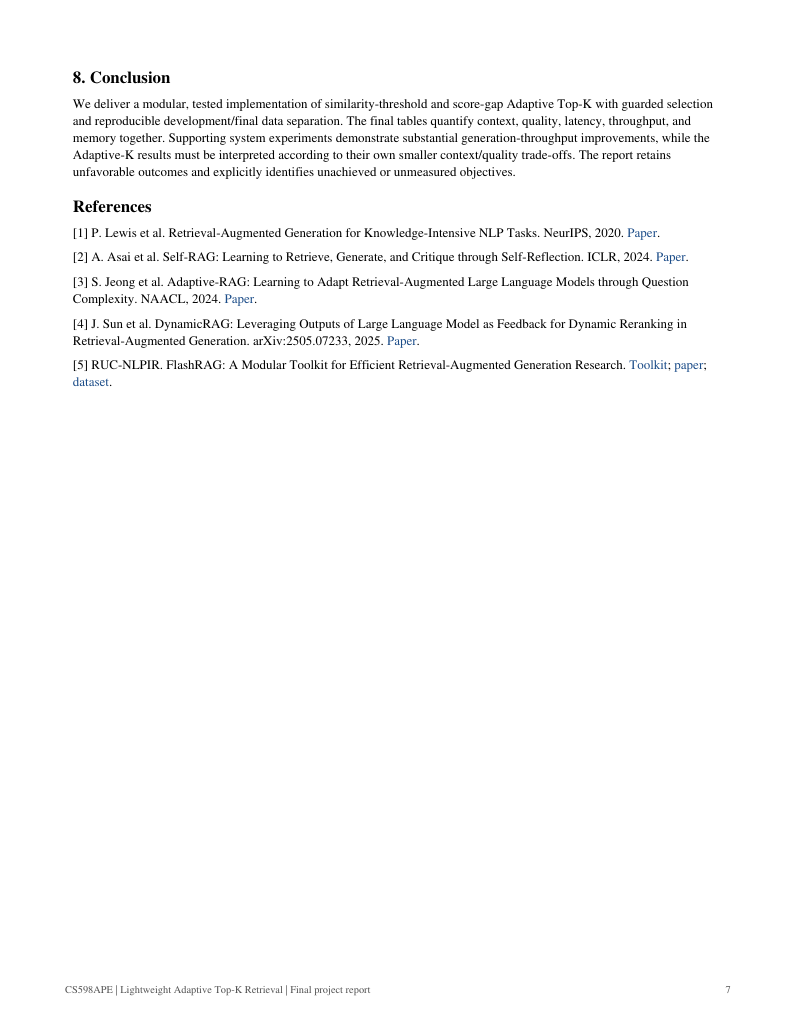 8. Conclusion
We deliver a modular, tested implementation of similarity-threshold and score-gap Adaptive Top-K with guarded selection
and reproducible development/final data separation. The final tables quantify context, quality, latency, throughput, and
memory together. Supporting system experiments demonstrate substantial generation-throughput improvements, while the
Adaptive-K results must be interpreted according to their own smaller context/quality trade-offs. The report retains
unfavorable outcomes and explicitly identifies unachieved or unmeasured objectives.
References
[1] P. Lewis et al. Retrieval-Augmented Generation for Knowledge-Intensive NLP Tasks. NeurIPS, 2020. Paper.
[2] A. Asai et al. Self-RAG: Learning to Retrieve, Generate, and Critique through Self-Reflection. ICLR, 2024. Paper.
[3] S. Jeong et al. Adaptive-RAG: Learning to Adapt Retrieval-Augmented Large Language Models through Question
Complexity. NAACL, 2024. Paper.
[4] J. Sun et al. DynamicRAG: Leveraging Outputs of Large Language Model as Feedback for Dynamic Reranking in
Retrieval-Augmented Generation. arXiv:2505.07233, 2025. Paper.
[5] RUC-NLPIR. FlashRAG: A Modular Toolkit for Efficient Retrieval-Augmented Generation Research. Toolkit; paper;
dataset.
CS598APE | Lightweight Adaptive Top-K Retrieval | Final project report 7